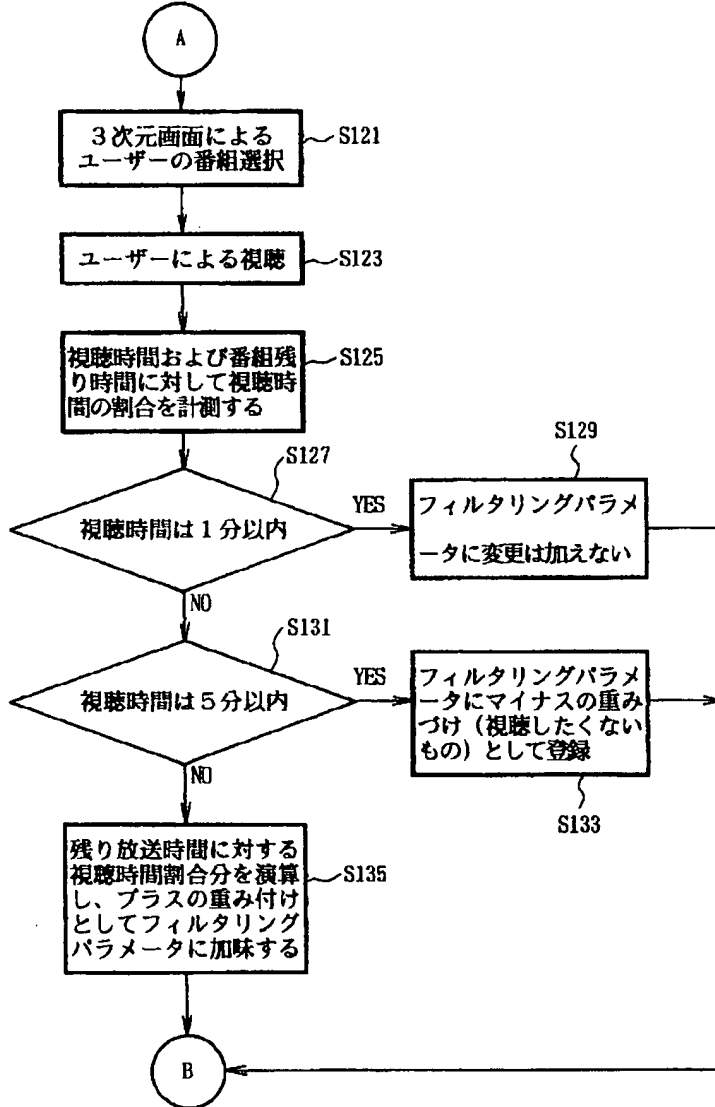 A
3次元画面による
ユーザーの番組選択
S121
ユーザーによる視聴
S123
視聴時間および番組残
り時間に対して視聴時
間の割合を計測する
S125
S127
視聴時間は1分以内
YES
NO
S129
フィルタリングパラメ
ータに変更は加えない
S131
視聴時間は5分以内
YES
NO
フィルタリングパラメ
ータにマイナスの重み
づけ(視聴したくない
もの)として登録
S133
残り放送時間に対する
視聴時間割合分を演算
し、プラスの重み付け
としてフィルタリング
パラメータに加味する
S135
B